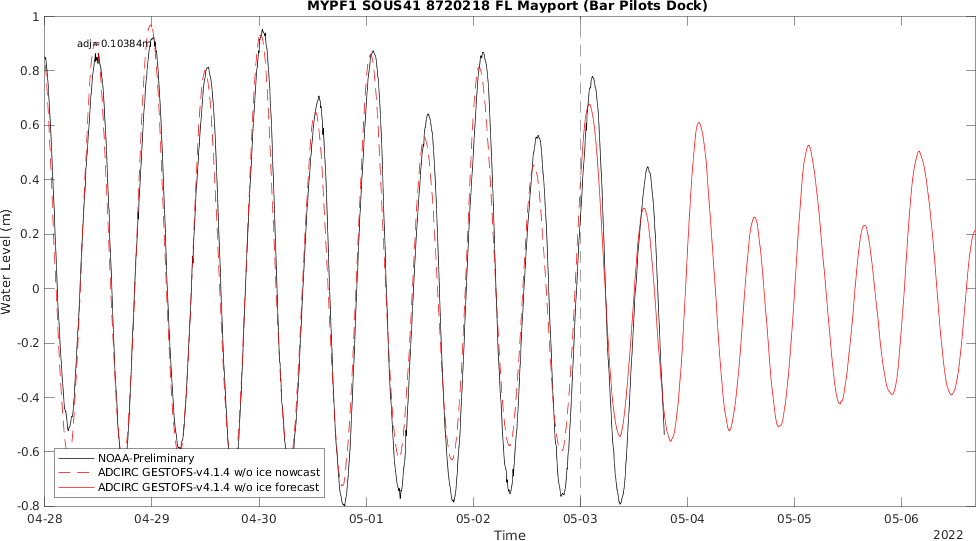 MYPF1 SOUS41 8720218 FL Mayport (Bar Pilots Dock)
1
adj=0.10384m
0.8
0.6
0.4
0.2
0
-0.2
-0.4
-0.6
-0.8
Water Level (m)
NOAA-Preliminary
ADCIRC GESTOFS-v4.1.4 w/o ice nowcast
ADCIRC GESTOFS-v4.1.4 w/o ice forecast
04-28 04-29 04-30 05-01 05-02 05-03 05-04 05-05 05-06
Time
2022